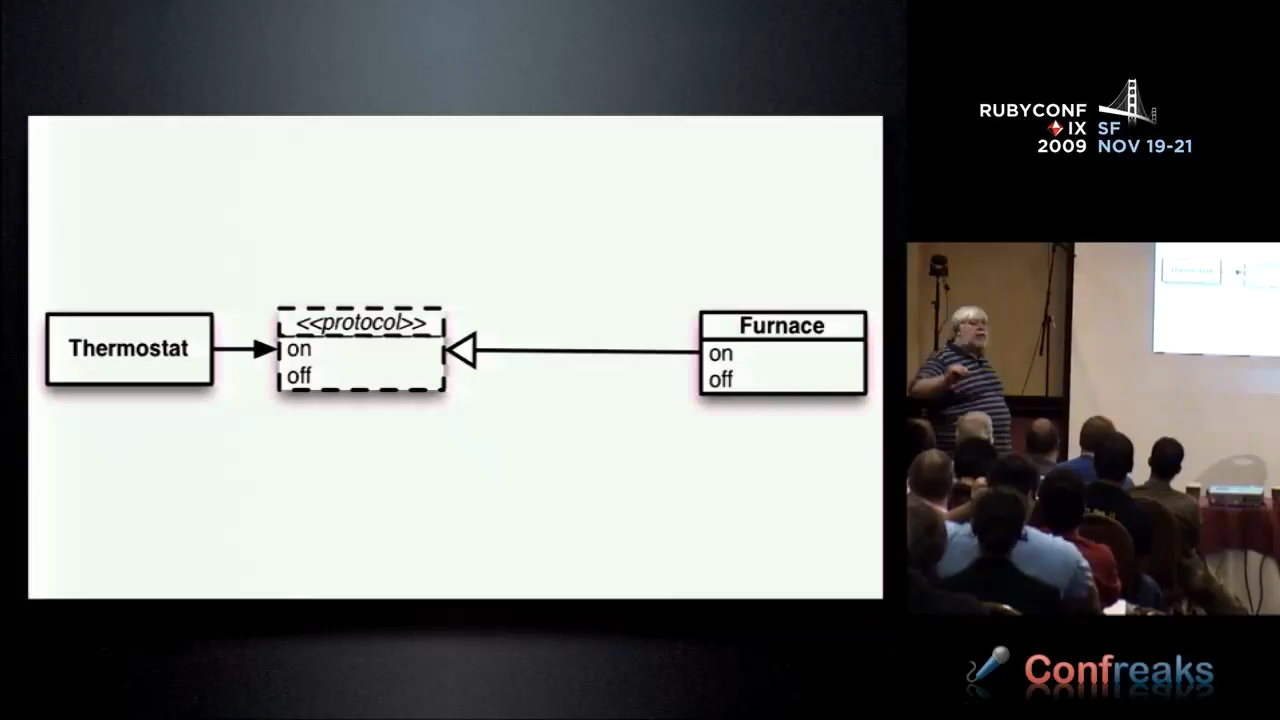 Thermostat
<<protocol>>
on
off
Furnace
on
off
RUBYCONF
IX SF
2009 NOV 19-21
Confreaks